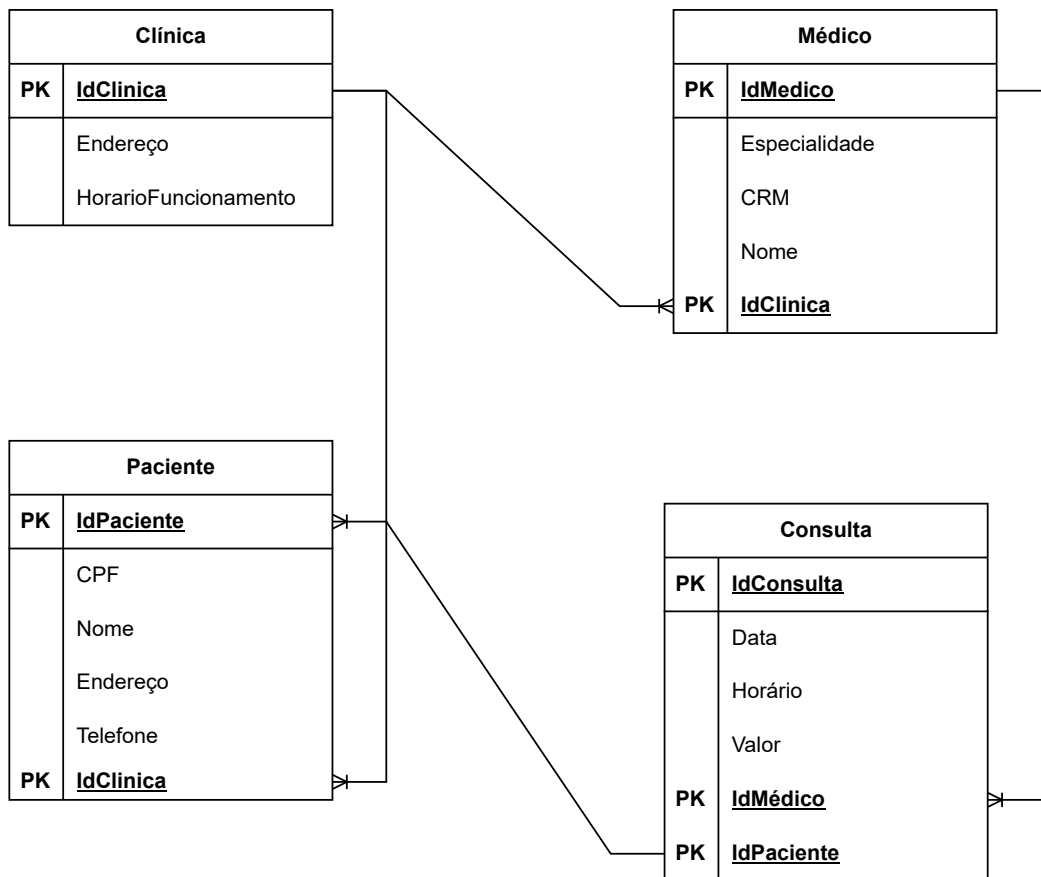 Clínica
PK IdClinica
Endereço
HorarioFuncionamento
Médico
PK IdMedico
Especialidade
CRM
Nome
PK IdClinica
Paciente
PK IdPaciente
CPF
Nome
Endereço
Telefone
PK IdClinica
Consulta
PK IdConsulta
Data
Horário
Valor
PK IdMédico
PK IdPaciente